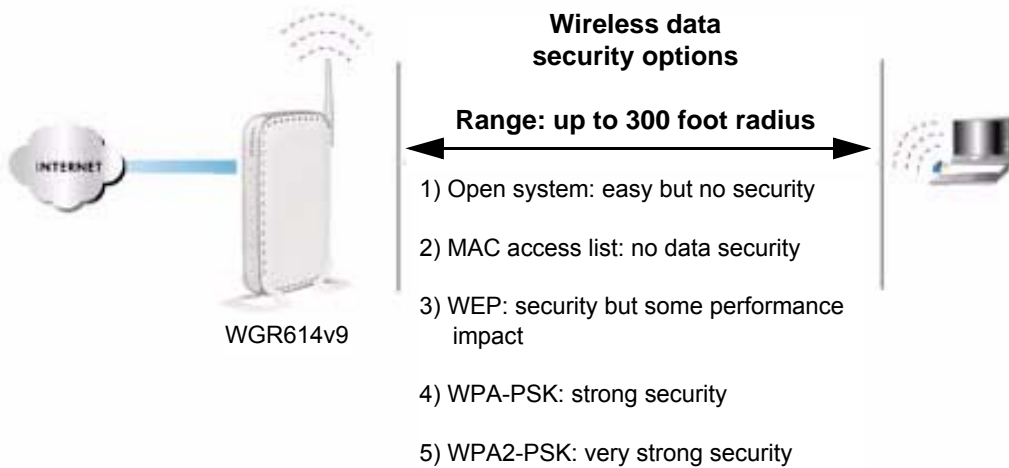 Wireless data
security options
Range: up to 300 foot radius
INTERNET
1) Open system: easy but no security
2) MAC access list: no data security
3) WEP: security but some performance
impact
WGR614v9
4) WPA-PSK: strong security
5) WPA2-PSK: very strong security